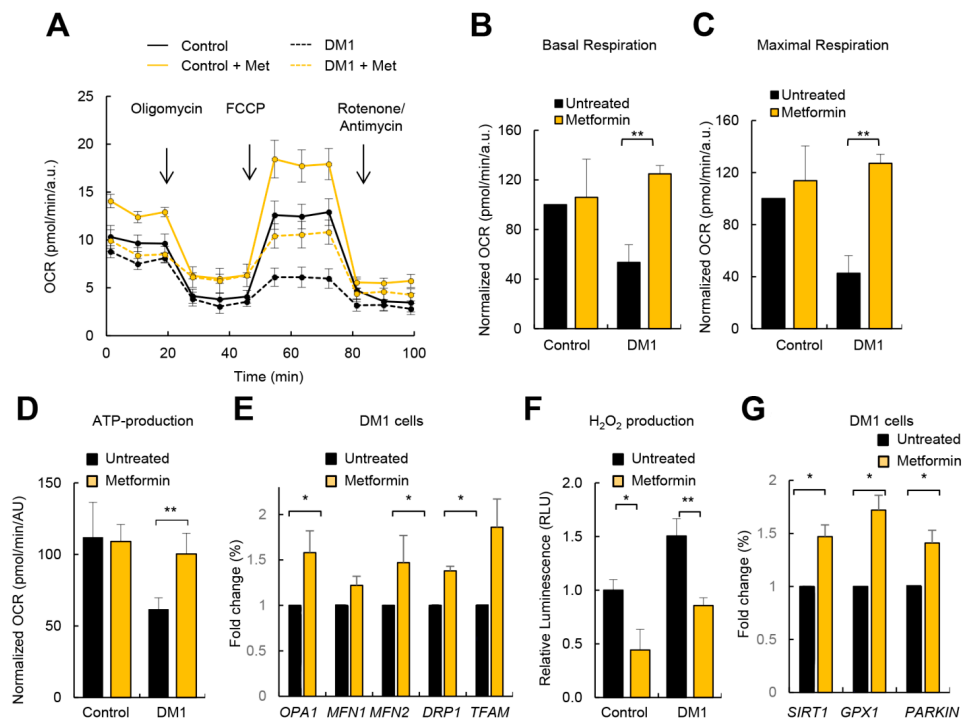 A
Control
DM1
Control + Met
DM1 + Met
Oligomycin
FCCP
Rotenone/
Antimycin
OCR (pmol/min/a.u.)
25
20
15
10
5
0
0
20
40
60
80
100
Time (min)
B
Basal Respiration
Untreated
Metformin
**
Normalized OCR (pmol/min/a.u.)
160
120
80
40
0
Control
DM1
C
Maximal Respiration
Untreated
Metformin
**
Normalized OCR (pmol/min/a.u.)
160
120
80
40
0
Control
DM1
D
ATP-production
Untreated
Metformin
**
Normalized OCR (pmol/min/AU)
150
100
50
0
Control
DM1
E
DM1 cells
Untreated
Metformin
* * *
Fold change (%)
2
1.5
1
0.5
0
OPA1 MFN1 MFN2 DRP1 TFAM
F
H₂O₂ production
Untreated
Metformin
* **
Relative Luminescence (RLU)
2.0
1.5
1.0
0.5
0.0
Control
DM1
G
DM1 cells
Untreated
Metformin
* * *
Fold change (%)
2
1.5
1
0.5
0
SIRT1 GPX1 PARKIN